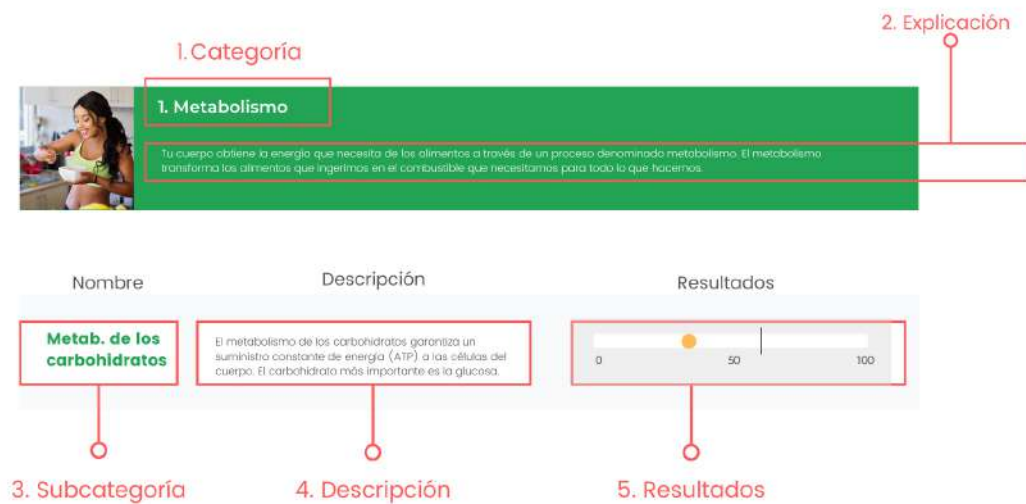 2. Explicación
1. Categoría
1. Metabolismo
Tu cuerpo obtiene la energía que necesita de los alimentos a través de un proceso denominado metabolismo. El metabolismo
transforma los alimentos que ingerimos en el combustible que necesitamos para todo lo que hacemos.
Nombre
Descripción
Resultados
Metab. de los
carbohidratos
El metabolismo de los carbohidratos garantiza un
suministro constante de energía (ATP) a las células del
cuerpo. El carbohidrato más importante es la glucosa.
0 50 100
3. Subcategoría
4. Descripción
5. Resultados